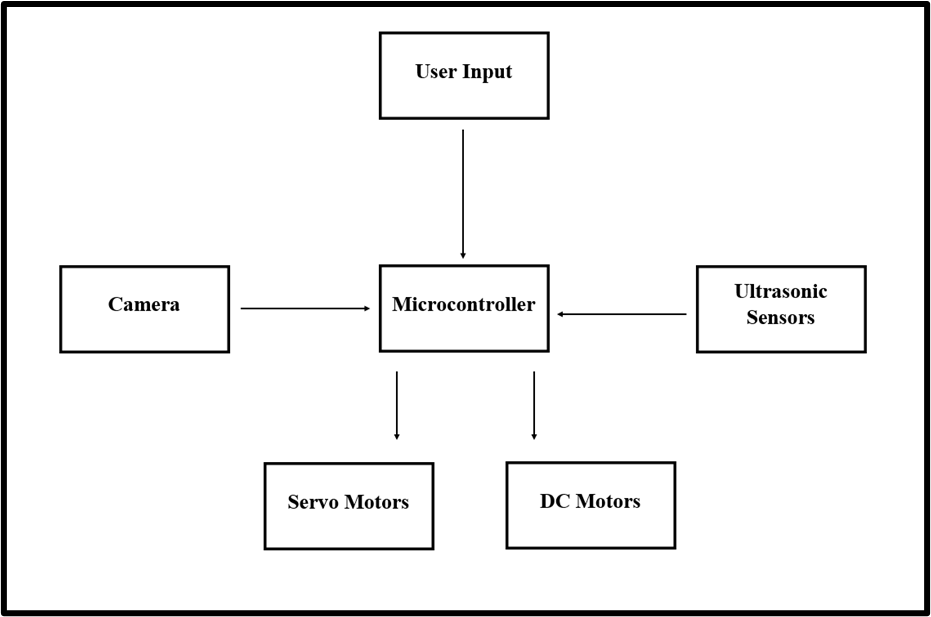 User Input
Camera
Microcontroller
Ultrasonic
Sensors
Servo Motors
DC Motors